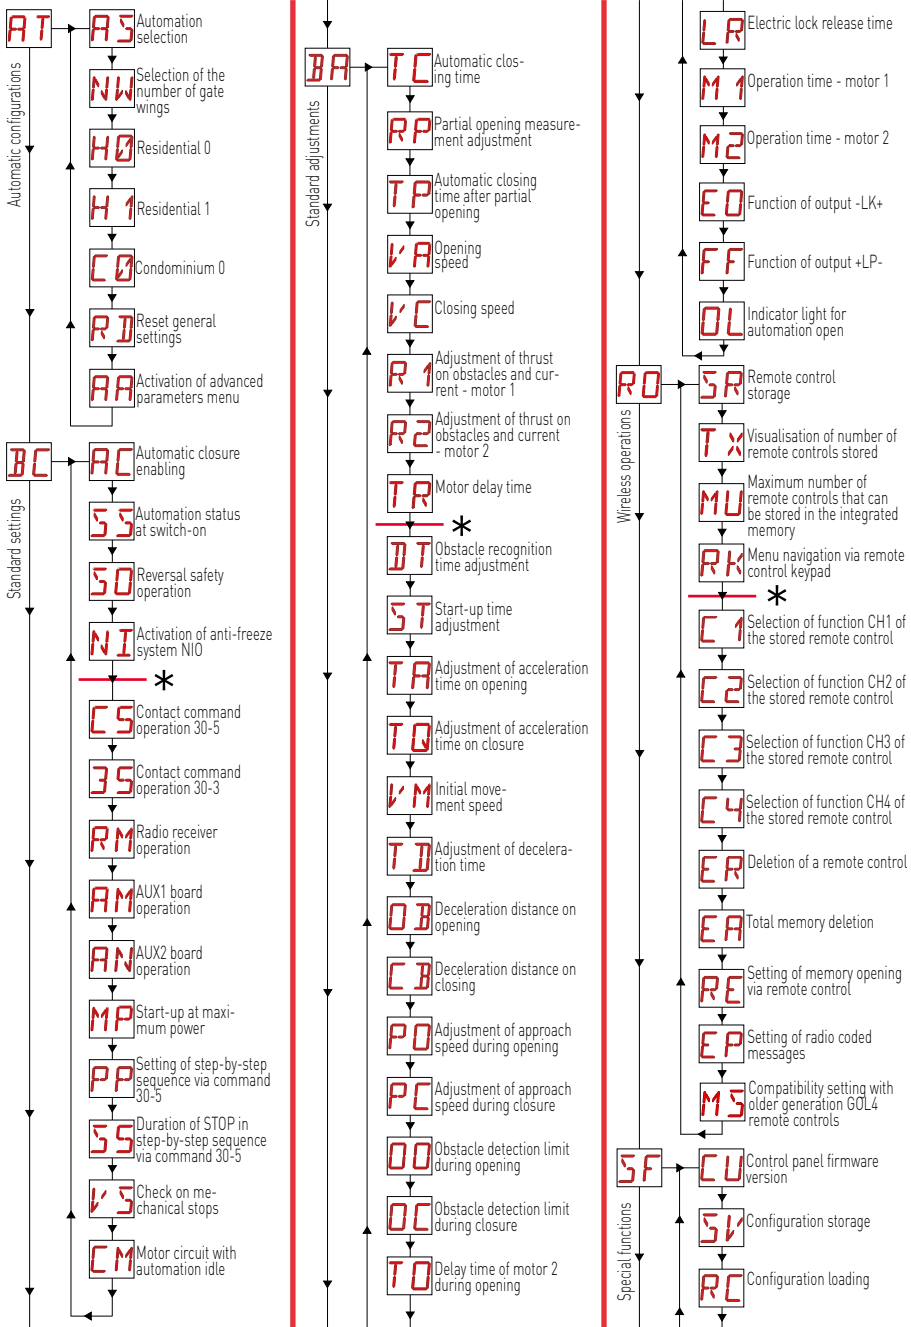 AT
Automatic configurations
AS
Automation
selection
NW
Selection of the
number of gate
wings
H0
Residential 0
H1
Residential 1
C0
Condominium 0
RD
Reset general
settings
AA
Activation of advanced
parameters menu
BC
Standard settings
AC
Automatic closure
enabling
SS
Automation status
at switch-on
SO
Reversal safety
operation
NI
Activation of anti-freeze
system NIO
*
CS
Contact command
operation 30-5
3S
Contact command
operation 30-3
RM
Radio receiver
operation
AM
AUX1 board
operation
AN
AUX2 board
operation
MP
Start-up at maxi-
mum power
PP
Setting of step-by-step
sequence via command
30-5
S5
Duration of STOP in
step-by-step sequence
via command 30-5
VS
Check on me-
chanical stops
CM
Motor circuit with
automation idle
BA
Standard adjustments
TC
Automatic clos-
ing time
RP
Partial opening measure-
ment adjustment
TP
Automatic closing
time after partial
opening
VA
Opening
speed
VC
Closing speed
R1
Adjustment of thrust
on obstacles and cur-
rent - motor 1
R2
Adjustment of thrust on
obstacles and current
- motor 2
TR
Motor delay time
*
DT
Obstacle recognition
time adjustment
ST
Start-up time
adjustment
TA
Adjustment of acceleration
time on opening
TQ
Adjustment of acceleration
time on closure
VM
Initial move-
ment speed
TD
Adjustment of decelera-
tion time
OB
Deceleration distance on
opening
CB
Deceleration distance on
closing
PO
Adjustment of approach
speed during opening
PC
Adjustment of approach
speed during closure
OO
Obstacle detection limit
during opening
OC
Obstacle detection limit
during closure
TO
Delay time of motor 2
during opening
LR
Electric lock release time
M1
Operation time - motor 1
M2
Operation time - motor 2
EO
Function of output -LK+
FF
Function of output +LP-
OL
Indicator light for
automation open
RO
Wireless operations
SR
Remote control
storage
TX
Visualisation of number of
remote controls stored
MU
Maximum number of
remote controls that can
be stored in the integrated
memory
RK
Menu navigation via remote
control keypad
*
C1
Selection of function CH1 of
the stored remote control
C2
Selection of function CH2 of
the stored remote control
C3
Selection of function CH3 of
the stored remote control
C4
Selection of function CH4 of
the stored remote control
ER
Deletion of a remote control
EA
Total memory deletion
RE
Setting of memory opening
via remote control
EP
Setting of radio coded
messages
MS
Compatibility setting with
older generation GOL4
remote controls
SF
Special functions
CU
Control panel firmware
version
SV
Configuration storage
RC
Configuration loading